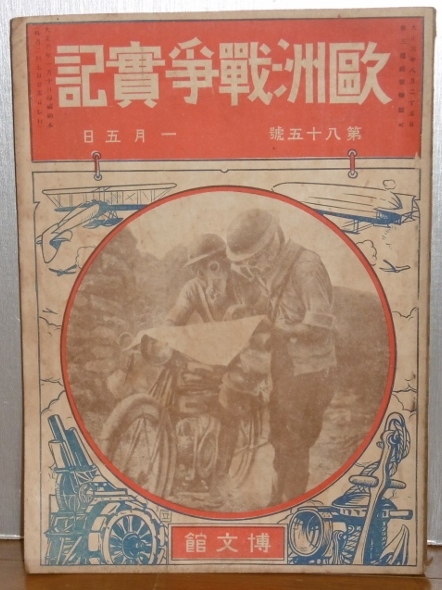 歐洲戰爭實記
第八十五號
一月五日
博文館